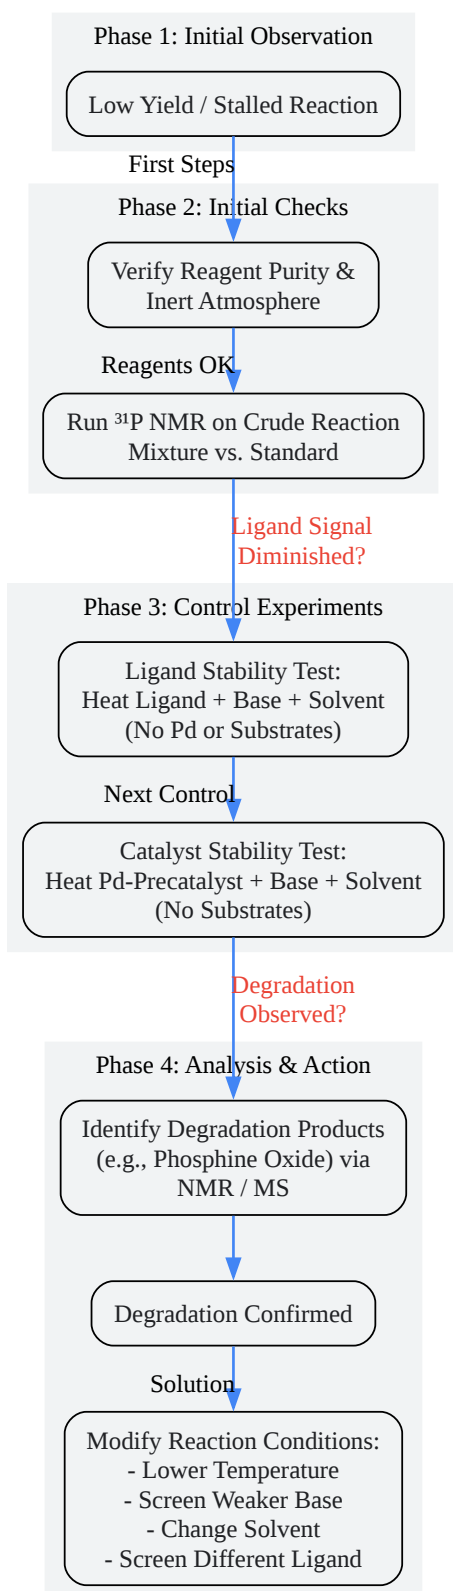 Phase 1: Initial Observation
Low Yield / Stalled Reaction
First Steps
Phase 2: Initial Checks
Verify Reagent Purity &
Inert Atmosphere
Reagents OK
Run ³¹P NMR on Crude Reaction
Mixture vs. Standard
Ligand Signal
Diminished?
Phase 3: Control Experiments
Ligand Stability Test:
Heat Ligand + Base + Solvent
(No Pd or Substrates)
Next Control
Catalyst Stability Test:
Heat Pd-Precatalyst + Base + Solvent
(No Substrates)
Degradation
Observed?
Phase 4: Analysis & Action
Identify Degradation Products
(e.g., Phosphine Oxide) via
NMR / MS
Degradation Confirmed
Solution
Modify Reaction Conditions:
- Lower Temperature
- Screen Weaker Base
- Change Solvent
- Screen Different Ligand